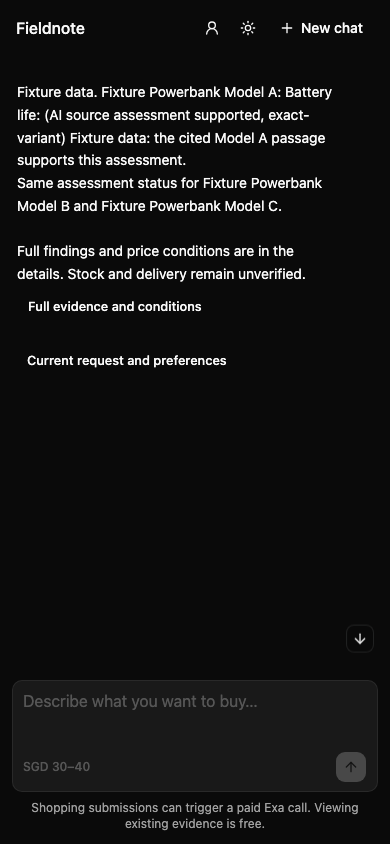 Fieldnote
New chat
Fixture data. Fixture Powerbank Model A: Battery
life: (AI source assessment supported, exact-
variant) Fixture data: the cited Model A passage
supports this assessment.
Same assessment status for Fixture Powerbank
Model B and Fixture Powerbank Model C.
Full findings and price conditions are in the
details. Stock and delivery remain unverified.
Full evidence and conditions
Current request and preferences
Describe what you want to buy...
SGD 30–40
Shopping submissions can trigger a paid Exa call. Viewing
existing evidence is free.